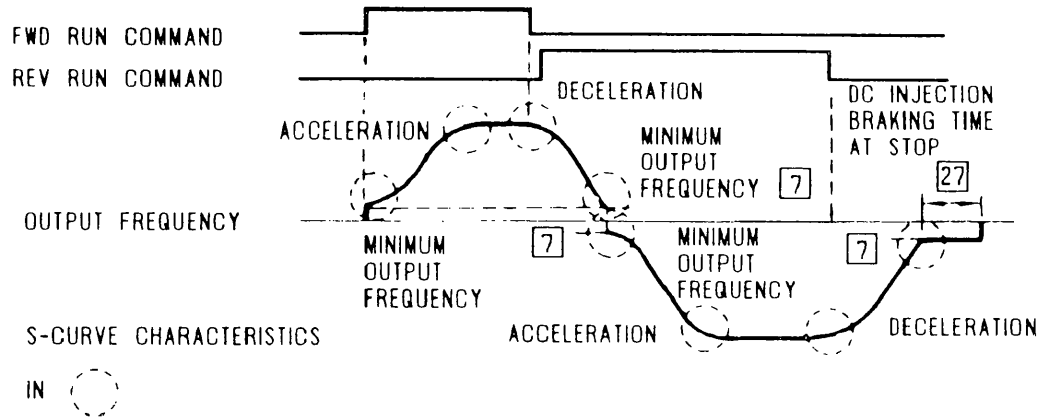 FWD RUN COMMAND
REV RUN COMMAND
DECELERATION
DC INJECTION
BRAKING TIME
AT STOP
ACCELERATION
MINIMUM
OUTPUT
FREQUENCY 7
27
OUTPUT FREQUENCY
MINIMUM
OUTPUT
FREQUENCY
7
MINIMUM
OUTPUT
FREQUENCY
7
S-CURVE CHARACTERISTICS
ACCELERATION
DECELERATION
IN